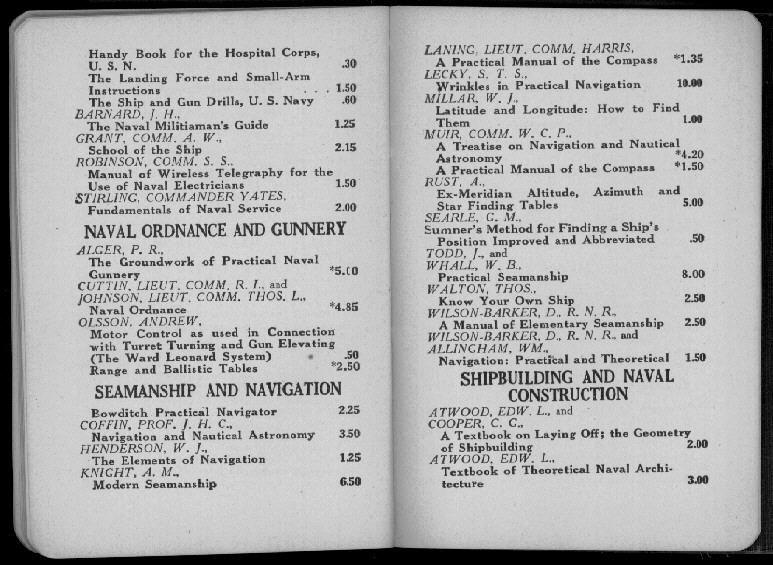 Handy Book for the Hospital Corps,
U. S. N. .30
The Landing Force and Small-Arm
Instructions . . . 1.50
The Ship and Gun Drills, U. S. Navy .60
BARNARD, J. H.,
The Naval Militiaman's Guide 1.25
GRANT, COMM. A. W.,
School of the Ship 2.15
ROBINSON, COMM. S. S.,
Manual of Wireless Telegraphy for the
Use of Naval Electricians 1.50
STIRLING, COMMANDER YATES,
Fundamentals of Naval Service 2.00
NAVAL ORDNANCE AND GUNNERY
ALGER, P. R.,
The Groundwork of Practical Naval
Gunnery *5.00
CUTTIN, LIEUT. COMM. R. I., and
JOHNSON, LIEUT. COMM. THOS. L.,
Naval Ordnance *4.85
OLSSON, ANDREW,
Motor Control as used in Connection
with Turret Turning and Gun Elevating
(The Ward Leonard System) .50
Range and Ballistic Tables *2.50
SEAMANSHIP AND NAVIGATION
Bowditch Practical Navigator 2.25
COFFIN, PROF. J. H. C.,
Navigation and Nautical Astronomy 3.50
HENDERSON, W. J.,
The Elements of Navigation 1.25
KNIGHT, A. M.,
Modern Seamanship 6.50
LANING, LIEUT. COMM. HARRIS,
A Practical Manual of the Compass *1.35
LECKY, S. T. S.,
Wrinkles in Practical Navigation 10.00
MILLAR, W. J.,
Latitude and Longitude: How to Find
Them 1.00
MUIR, COMM. W. C. P.,
A Treatise on Navigation and Nautical
Astronomy *4.20
A Practical Manual of the Compass *1.50
RUST, A.,
Ex-Meridian Altitude, Azimuth and
Star Finding Tables 5.00
SEARLE, G. M.,
Sumner's Method for Finding a Ship's
Position Improved and Abbreviated .50
TODD, J., and
WHALL, W. B.,
Practical Seamanship 8.00
WALTON, THOS.,
Know Your Own Ship 2.50
WILSON-BARKER, D., R. N. R.,
A Manual of Elementary Seamanship 2.50
WILSON-BARKER, D., R. N. R., and
ALLINGHAM, WM.,
Navigation: Practical and Theoretical 1.50
SHIPBUILDING AND NAVAL
CONSTRUCTION
ATWOOD, EDW. L., and
COOPER, C. C.,
A Textbook on Laying Off; the Geometry
of Shipbuilding 2.00
ATWOOD, EDW. L.,
Textbook of Theoretical Naval Archi-
tecture 3.00